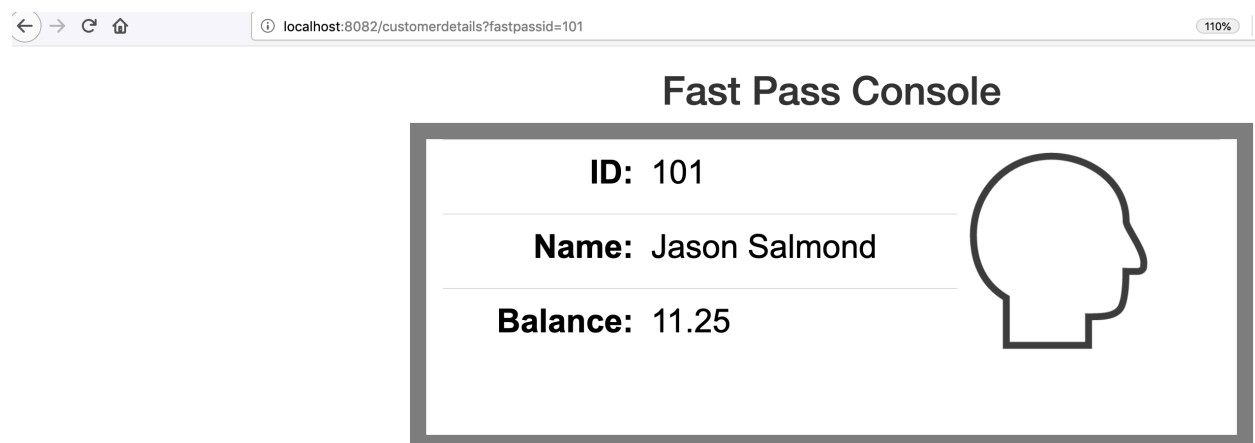 localhost:8082/customerdetails?fastpassid=101
110%
Fast Pass Console
ID: 101
Name: Jason Salmond
Balance: 11.25